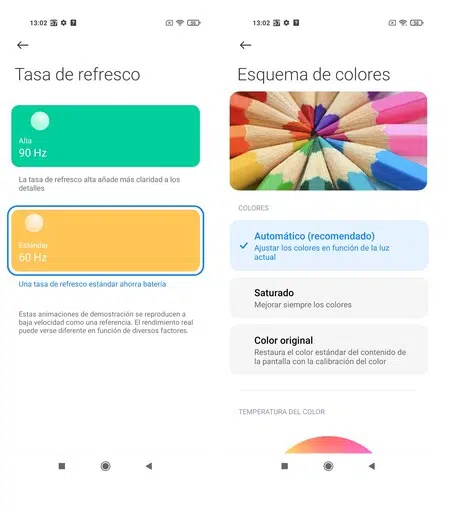 13:02
Tasa de refresco
Alta
90 Hz
La tasa de refresco alta añade más claridad a los
detalles
Estándar
60 Hz
Una tasa de refresco estándar ahorra batería
Estas animaciones de demostración se reproducen a
baja velocidad como una referencia. El rendimiento real
puede verse diferente en función de diversos factores.
13:02
Esquema de colores
COLORES
Automático (recomendado)
Ajustar los colores en función de la luz
actual
Saturado
Mejorar siempre los colores
Color original
Restaura el color estándar del contenido de
la pantalla con la calibración del color
TEMPERATURA DEL COLOR